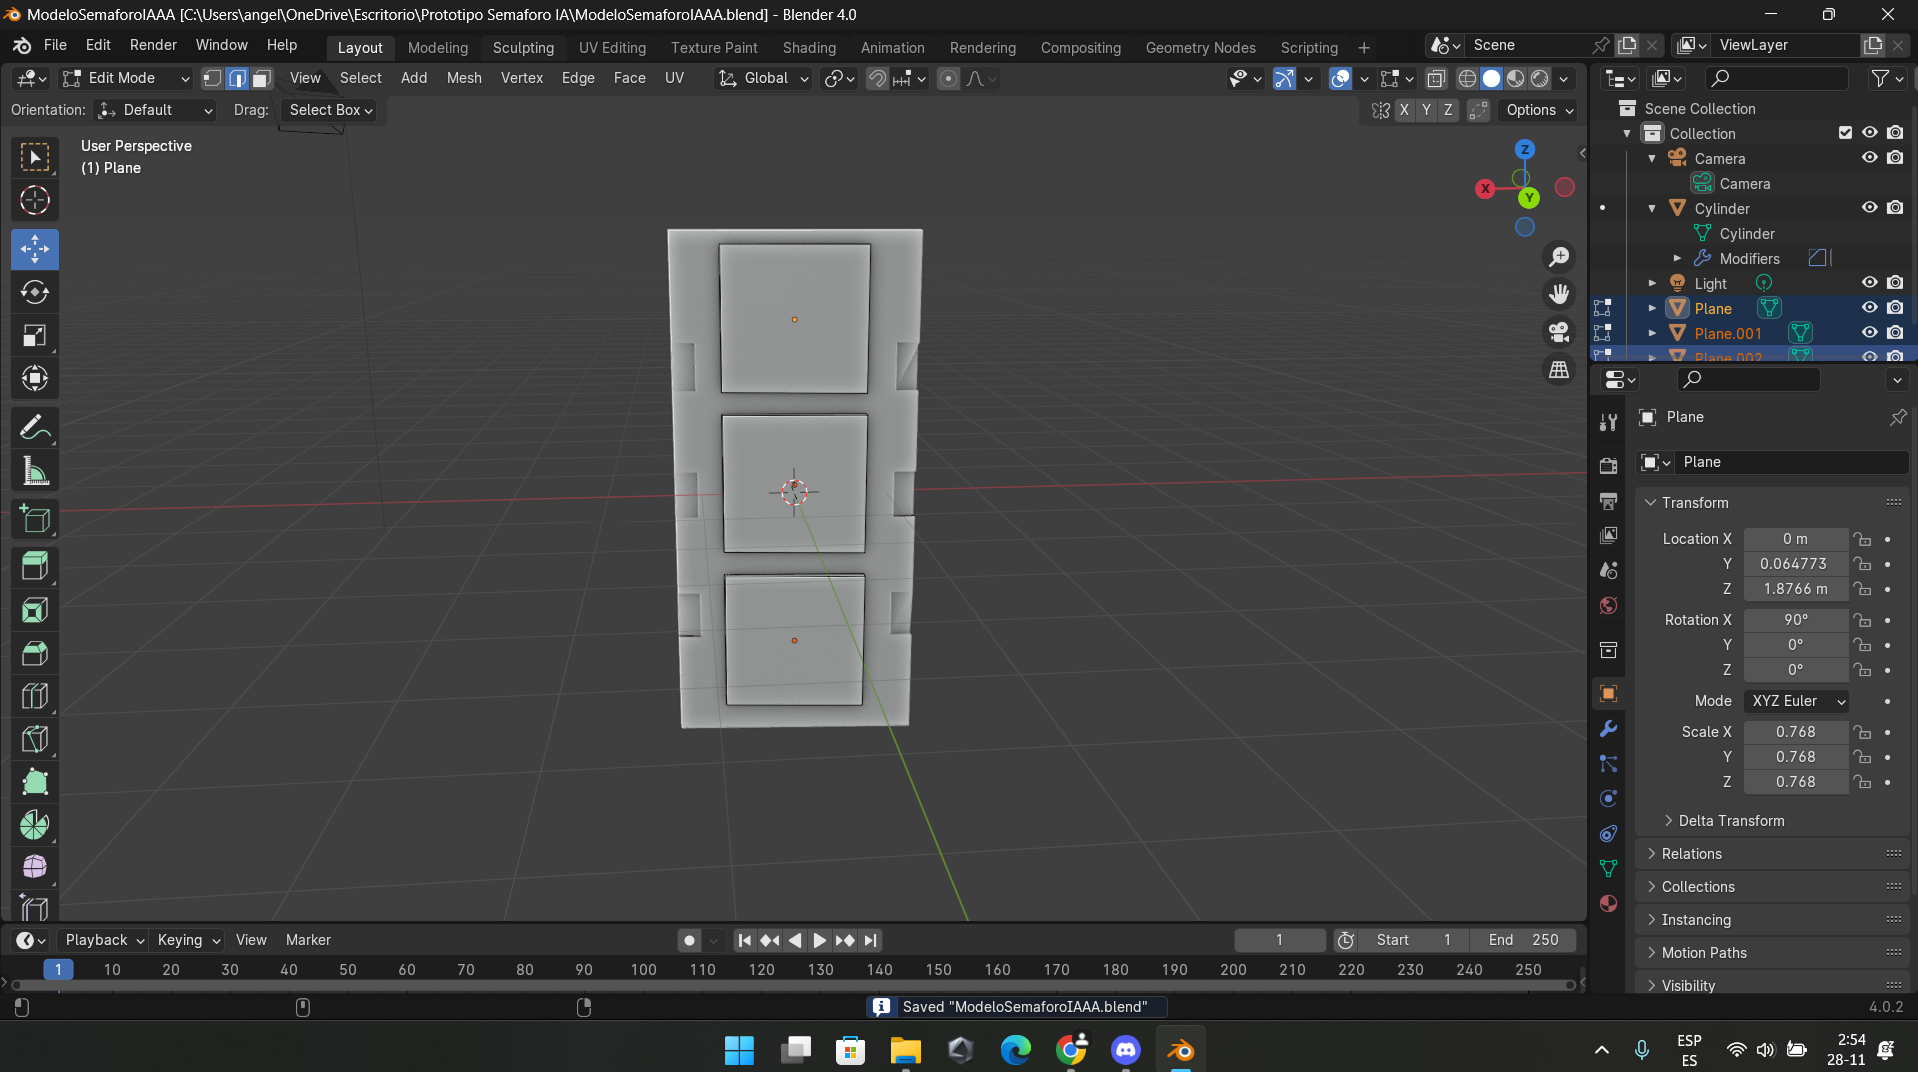 ModeloSemaforoIAAA [C:\Users\angel\OneDrive\Escritorio\Prototipo Semaforo IA\ModeloSemaforoIAAA.blend] - Blender 4.0
File Edit Render Window Help Layout Modeling Sculpting UV Editing Texture Paint Shading Animation Rendering Compositing Geometry Nodes Scripting + Scene ViewLayer
Edit Mode View Select Add Mesh Vertex Edge Face UV Global
Orientation: Default Drag: Select Box X Y Z Options
User Perspective
(1) Plane
Z
X
Y
Scene Collection
Collection
Camera
Camera
Cylinder
Cylinder
Modifiers
Light
Plane
Plane.001
Plane.002
Plane
Plane
Transform
Location X 0 m
Y 0.064773
Z 1.8766 m
Rotation X 90°
Y 0°
Z 0°
Mode XYZ Euler
Scale X 0.768
Y 0.768
Z 0.768
Delta Transform
Relations
Collections
Instancing
Motion Paths
Visibility
Playback Keying View Marker 1 Start 1 End 250
1 10 20 30 40 50 60 70 80 90 100 110 120 130 140 150 160 170 180 190 200 210 220 230 240 250
Saved "ModeloSemaforoIAAA.blend" 4.0.2
ESP
ES
2:54
28-11